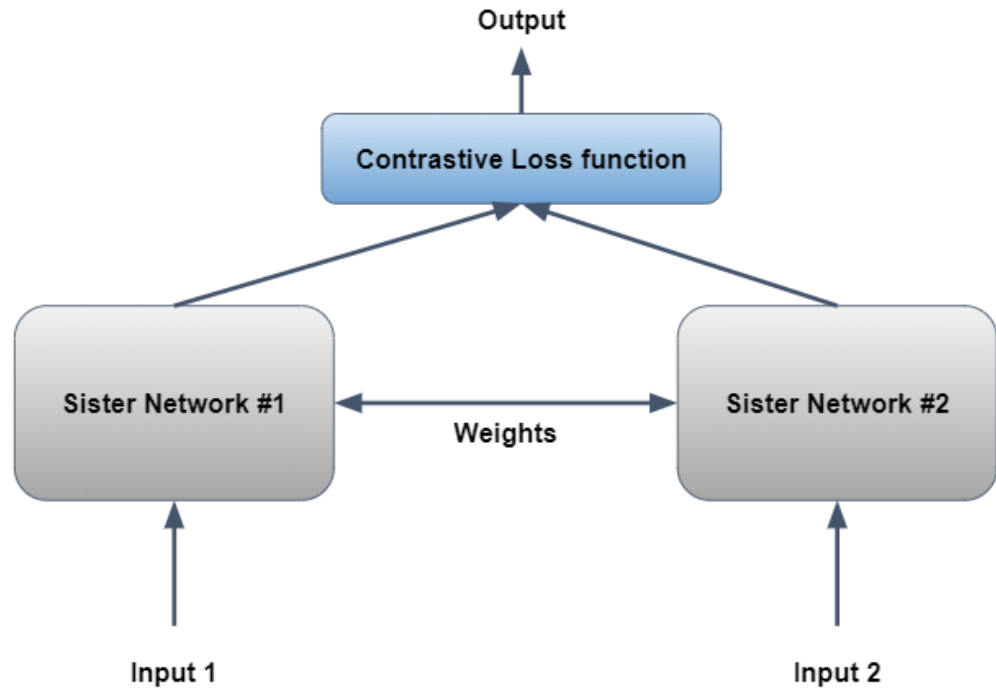 Output
Contrastive Loss function
Sister Network #1
Sister Network #2
Weights
Input 1
Input 2